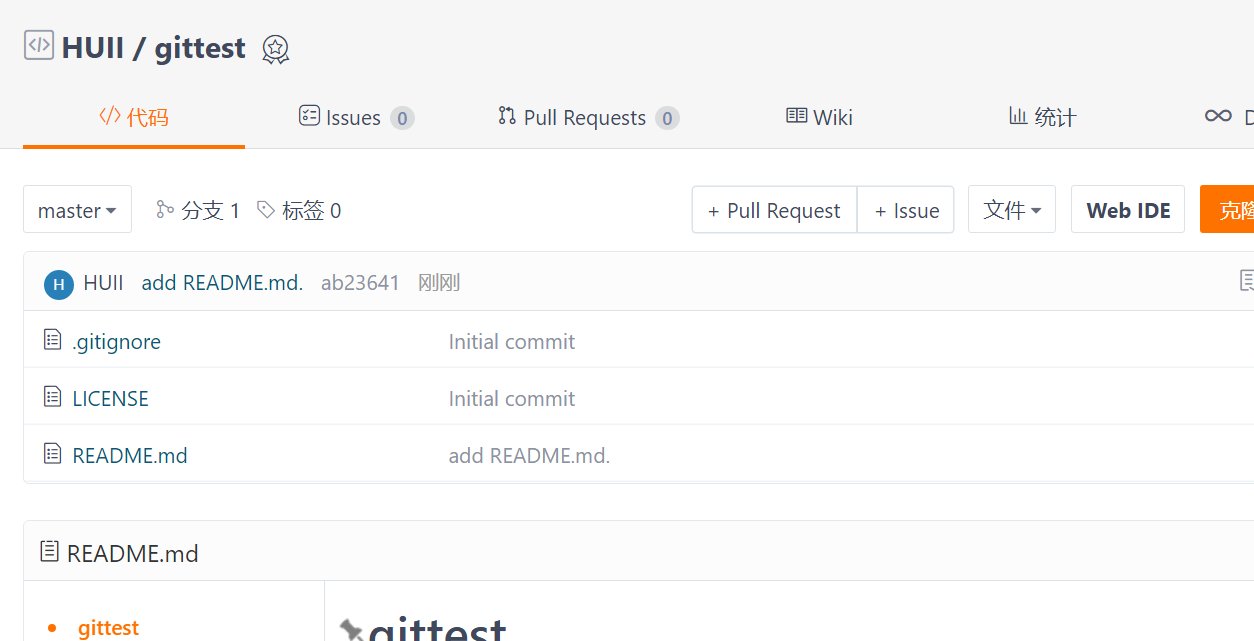 HUII / gittest
代码 Issues 0 Pull Requests 0 Wiki 统计 D
master 分支 1 标签 0 + Pull Request + Issue 文件 Web IDE 克隆
H HUII add README.md. ab23641 刚刚
.gitignore Initial commit
LICENSE Initial commit
README.md add README.md.
README.md
gittest gittest